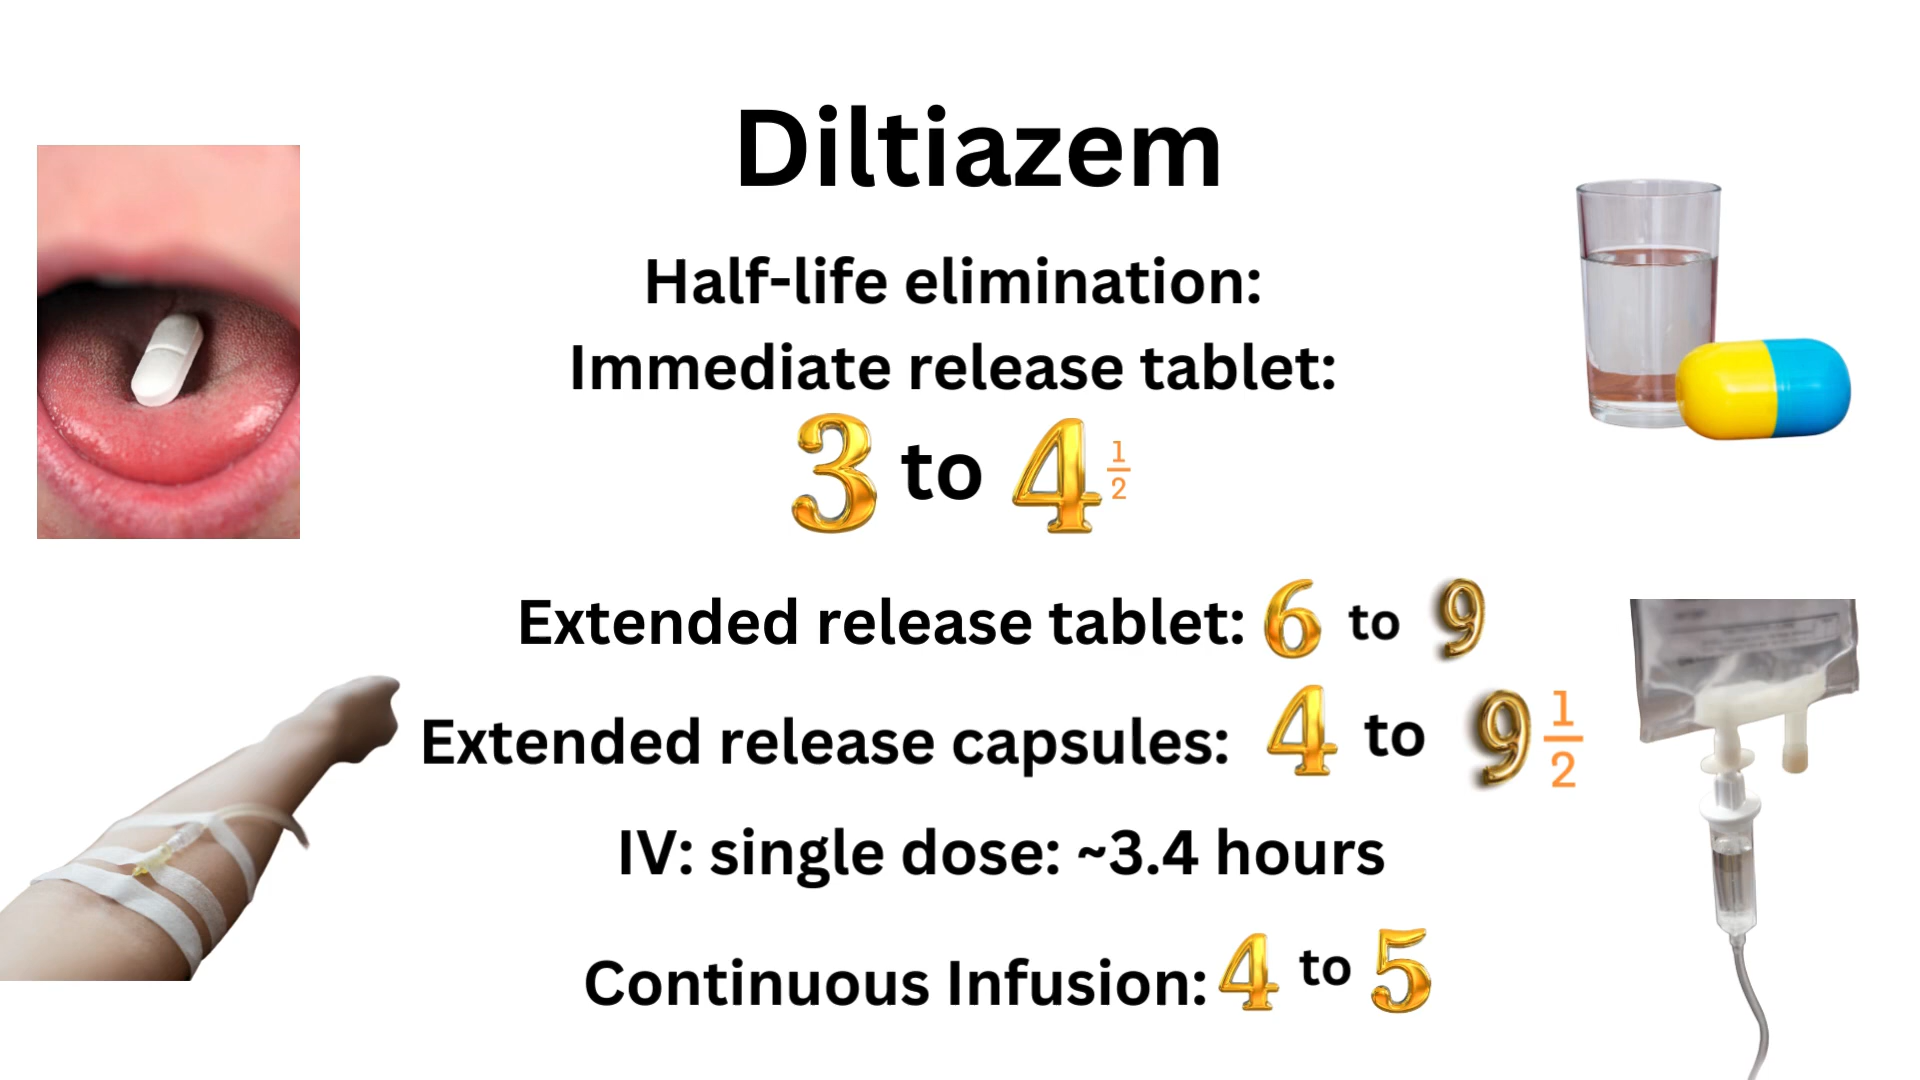 Diltiazem
Half-life elimination:
Immediate release tablet:
3 to 4 1/2
Extended release tablet: 6 to 9
Extended release capsules: 4 to 9 1/2
IV: single dose: ~3.4 hours
Continuous Infusion: 4 to 5